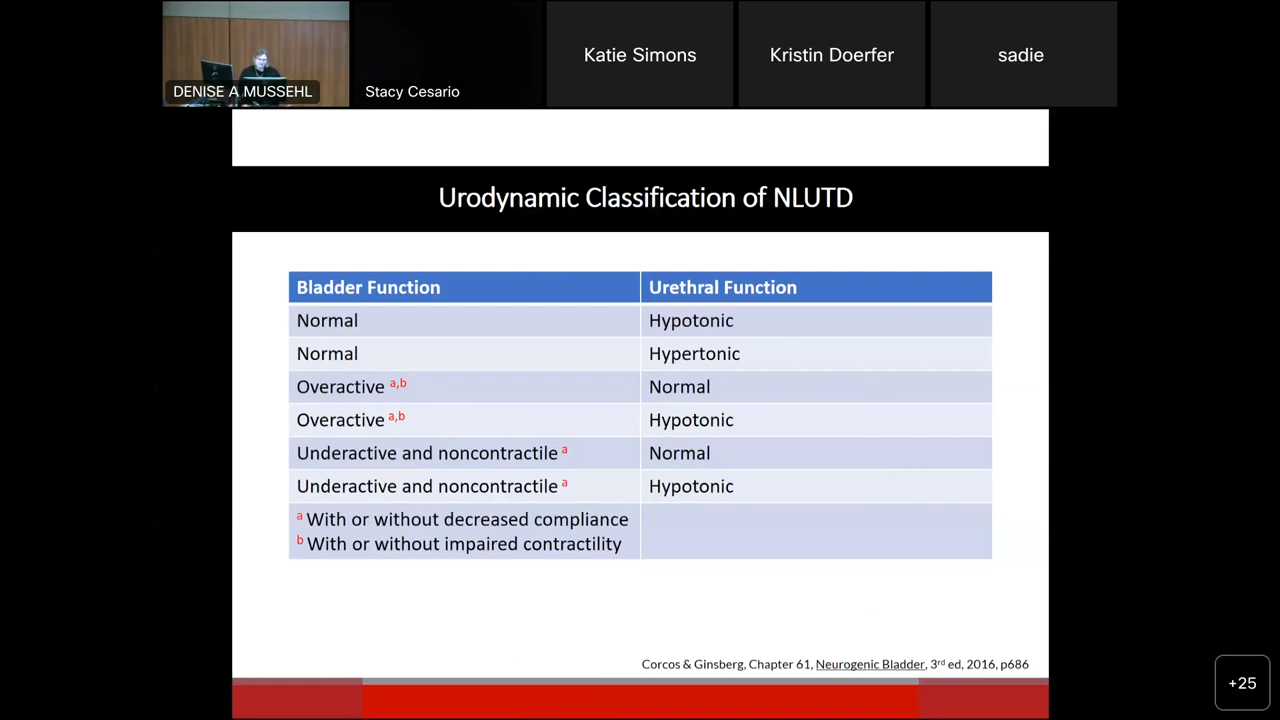 DENISE A MUSSEHL
Stacy Cesario
Katie Simons
Kristin Doerfer
sadie
Urodynamic Classification of NLUTD
Bladder Function Urethral Function
Normal Hypotonic
Normal Hypertonic
Overactive a,b Normal
Overactive a,b Hypotonic
Underactive and noncontractile a Normal
Underactive and noncontractile a Hypotonic
a With or without decreased compliance
b With or without impaired contractility
Corcos & Ginsberg, Chapter 61, Neurogenic Bladder, 3rd ed, 2016, p686
+25